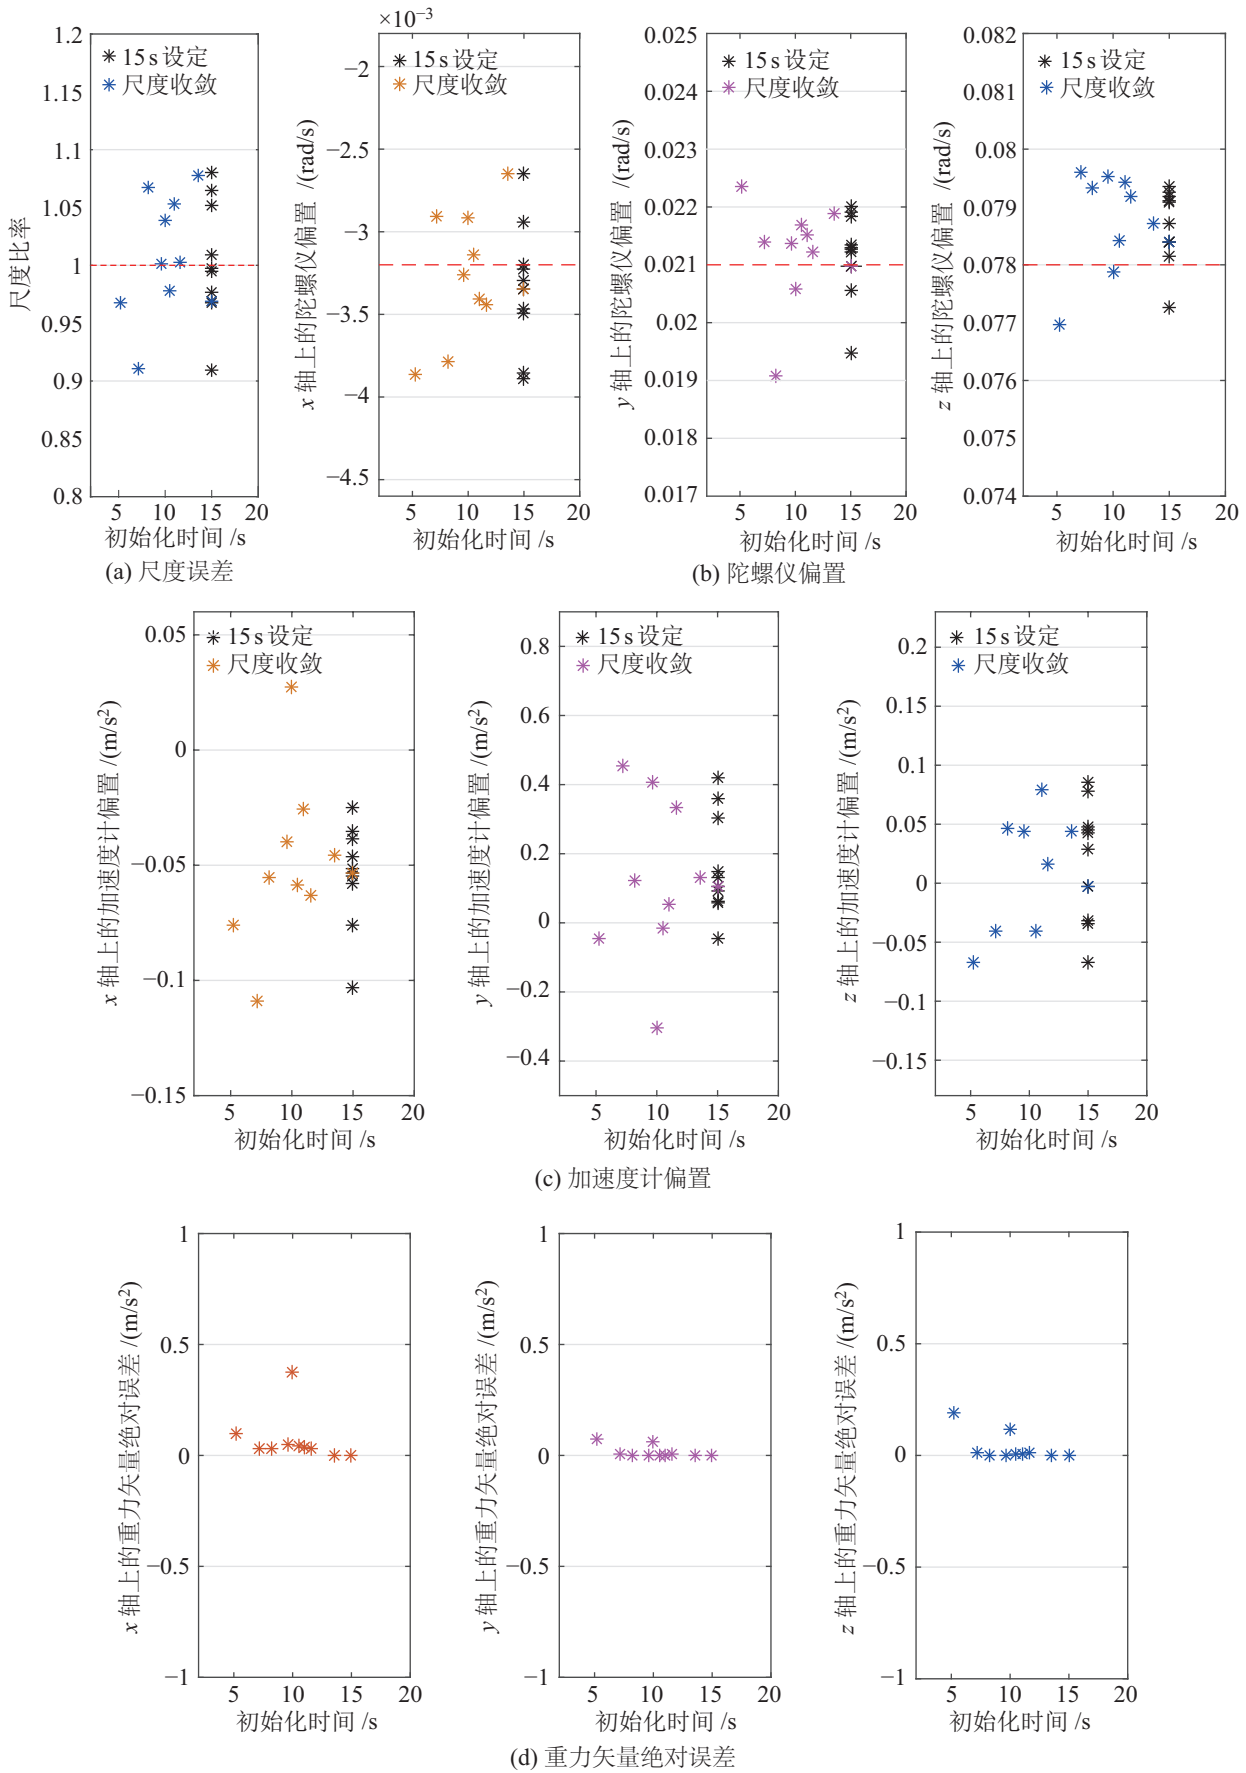 1.2
1.15
1.1
1.05
1
0.95
0.9
0.85
0.8
尺度比率
15 s 设定
尺度收敛
5 10 15 20
初始化时间 /s
(a) 尺度误差
×10⁻³
−2
−2.5
−3
−3.5
−4
−4.5
x 轴上的陀螺仪偏置 /(rad/s)
15 s 设定
尺度收敛
5 10 15 20
初始化时间 /s
0.025
0.024
0.023
0.022
0.021
0.02
0.019
0.018
0.017
y 轴上的陀螺仪偏置 /(rad/s)
15 s 设定
尺度收敛
5 10 15 20
初始化时间 /s
0.082
0.081
0.08
0.079
0.078
0.077
0.076
0.075
0.074
z 轴上的陀螺仪偏置 /(rad/s)
15 s 设定
尺度收敛
5 10 15 20
初始化时间 /s
(b) 陀螺仪偏置
0.05
0
−0.05
−0.1
−0.15
x 轴上的加速度计偏置 /(m/s²)
15 s 设定
尺度收敛
5 10 15 20
初始化时间 /s
0.8
0.6
0.4
0.2
0
−0.2
−0.4
y 轴上的加速度计偏置 /(m/s²)
15 s 设定
尺度收敛
5 10 15 20
初始化时间 /s
0.2
0.15
0.1
0.05
0
−0.05
−0.1
−0.15
z 轴上的加速度计偏置 /(m/s²)
15 s 设定
尺度收敛
5 10 15 20
初始化时间 /s
(c) 加速度计偏置
1
0.5
0
−0.5
−1
x 轴上的重力矢量绝对误差 /(m/s²)
5 10 15 20
初始化时间 /s
1
0.5
0
−0.5
−1
y 轴上的重力矢量绝对误差 /(m/s²)
5 10 15 20
初始化时间 /s
1
0.5
0
−0.5
−1
z 轴上的重力矢量绝对误差 /(m/s²)
5 10 15 20
初始化时间 /s
(d) 重力矢量绝对误差